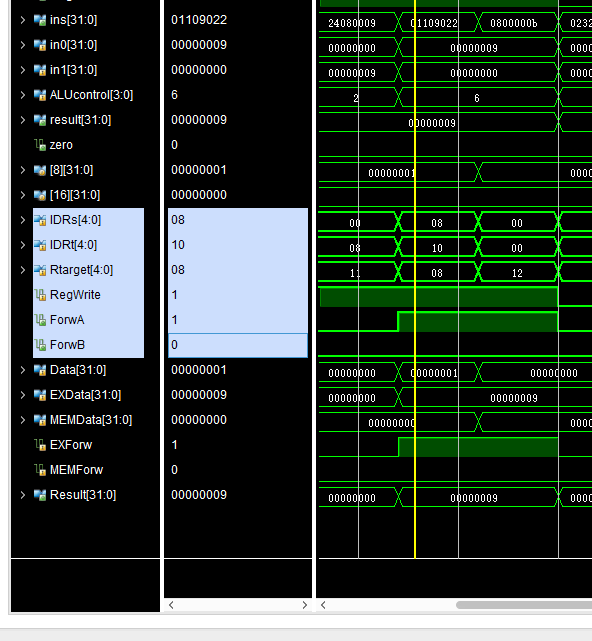 ins[31:0] 01109022 24080009 01109022 0800000b 0232
in0[31:0] 00000009 00000000 00000009 0000
in1[31:0] 00000000 00000009 00000000 0000
ALUcontrol[3:0] 6 2 6
result[31:0] 00000009 00000009
zero 0
[8][31:0] 00000001 00000001 0000
[16][31:0] 00000000
IDRs[4:0] 08 00 08 00
IDRt[4:0] 10 08 10 00
Rtarget[4:0] 08 11 08 12
RegWrite 1
ForwA 1
ForwB 0
Data[31:0] 00000001 00000000 00000001 00000000
EXData[31:0] 00000009 00000000 00000009
MEMData[31:0] 00000000 00000000 0000
EXForw 1
MEMForw 0
Result[31:0] 00000009 00000000 00000009 0000